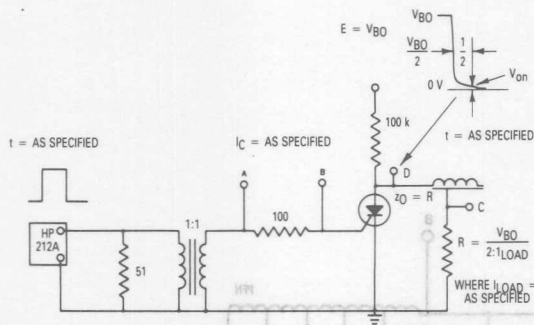 E = VBO
VBO
VBO
2
1
2
0 V
Von
t = AS SPECIFIED
100 k
t = AS SPECIFIED
IC = AS SPECIFIED
D
zO = R
A
B
1:1
100
C
HP
212A
51
R = VBO
2:1LOAD
WHERE ILOAD =
AS SPECIFIED